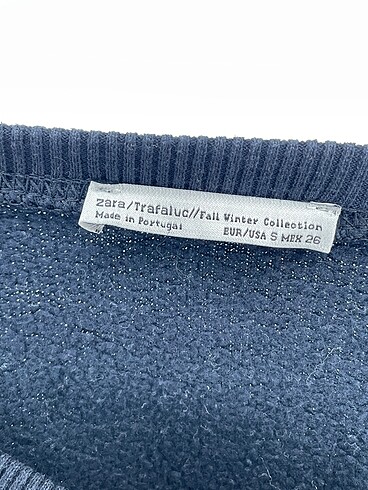 zara/Trafaluc//Fall Winter Collection
Made in Portugal EUR/USA S MEX 26